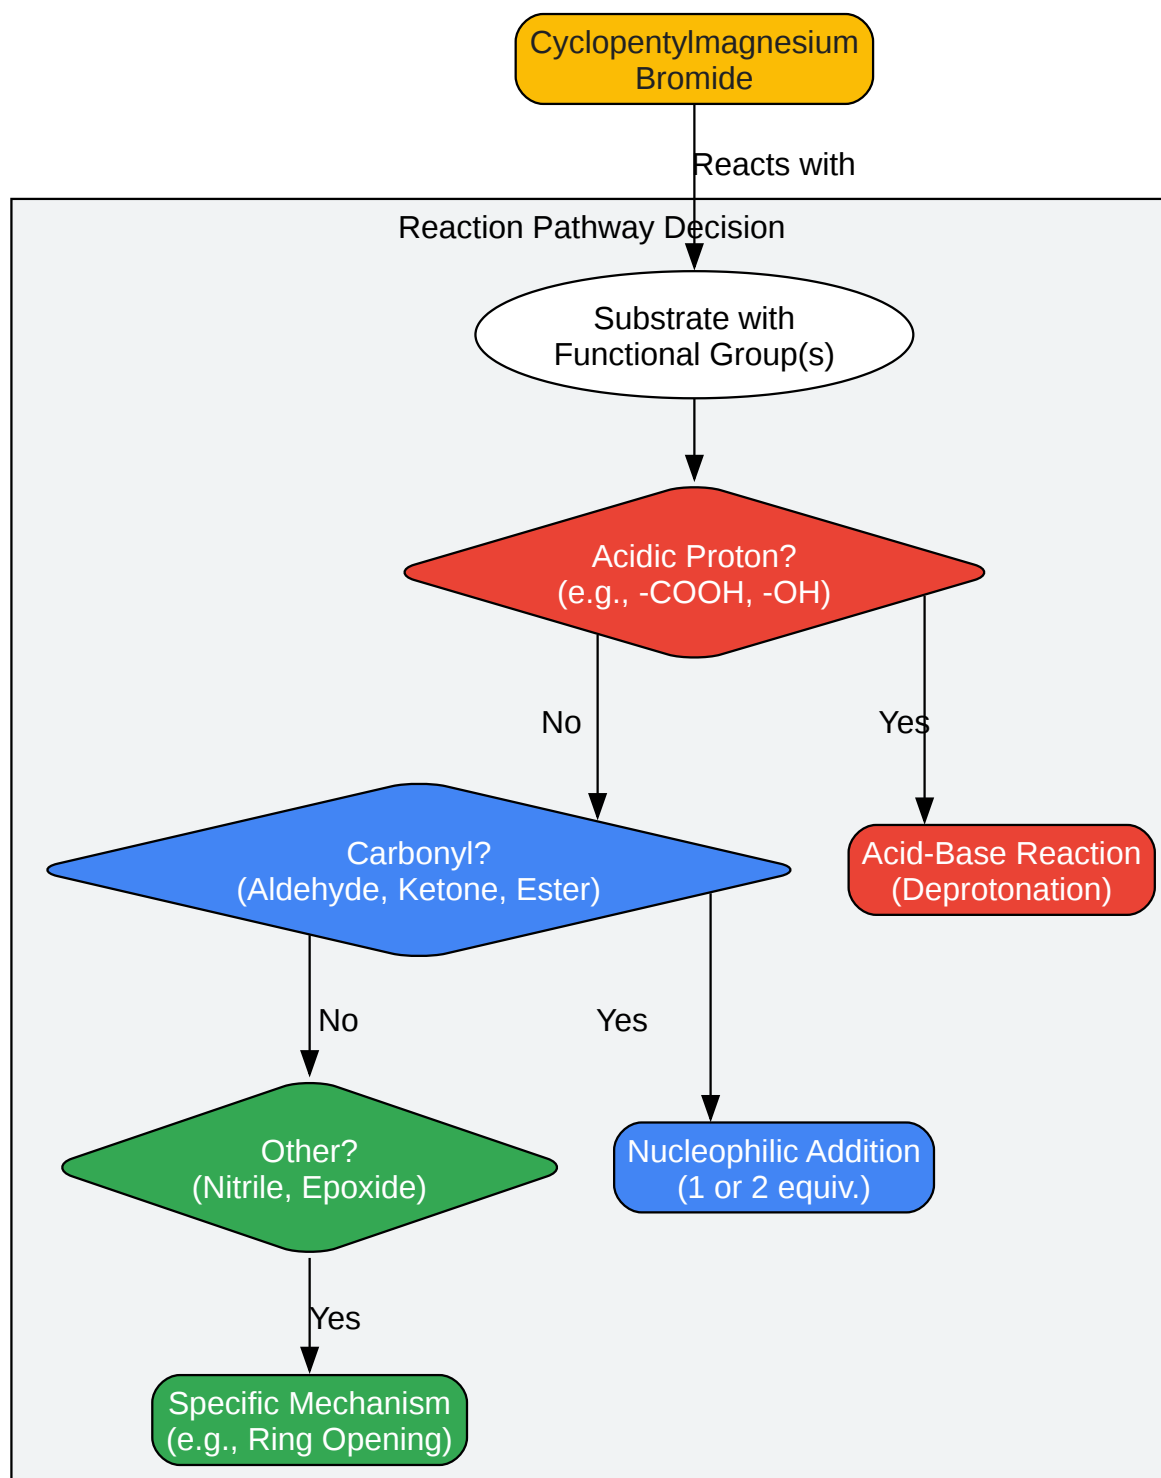 Cyclopentylmagnesium
Bromide
Reacts with
Reaction Pathway Decision
Substrate with
Functional Group(s)
Acidic Proton?
(e.g., -COOH, -OH)
No
Yes
Carbonyl?
(Aldehyde, Ketone, Ester)
Acid-Base Reaction
(Deprotonation)
No
Yes
Other?
(Nitrile, Epoxide)
Nucleophilic Addition
(1 or 2 equiv.)
Yes
Specific Mechanism
(e.g., Ring Opening)